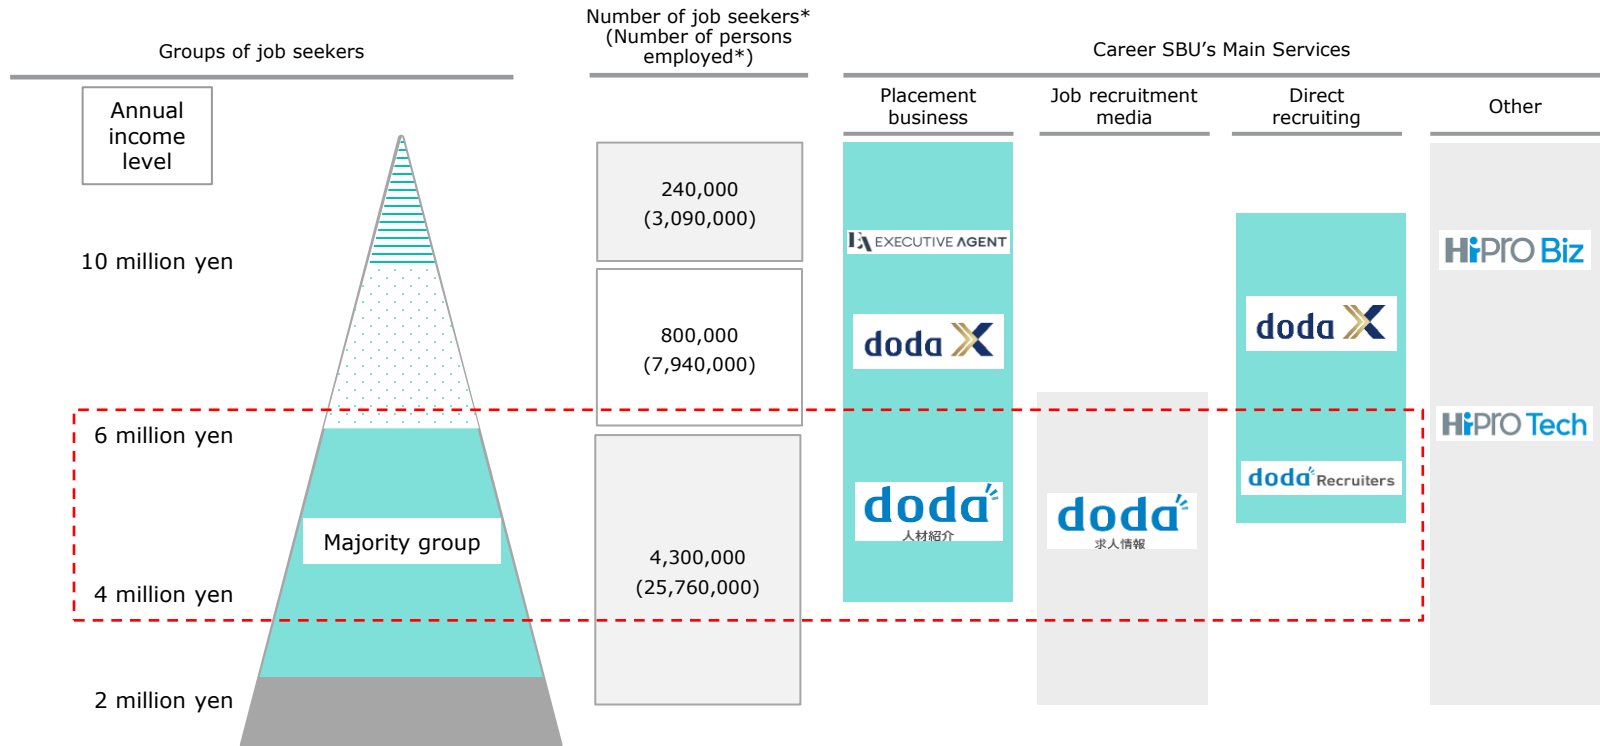 Groups of job seekers
Number of job seekers*
(Number of persons
employed*)
Career SBU's Main Services
Placement
business
Job recruitment
media
Direct
recruiting
Other
Annual
income
level
10 million yen
6 million yen
4 million yen
2 million yen
Majority group
240,000
(3,090,000)
800,000
(7,940,000)
4,300,000
(25,760,000)
EA EXECUTIVE AGENT
doda X
doda
人材紹介
doda
求人情報
doda X
doda Recruiters
HiPRO Biz
HiPRO Tech